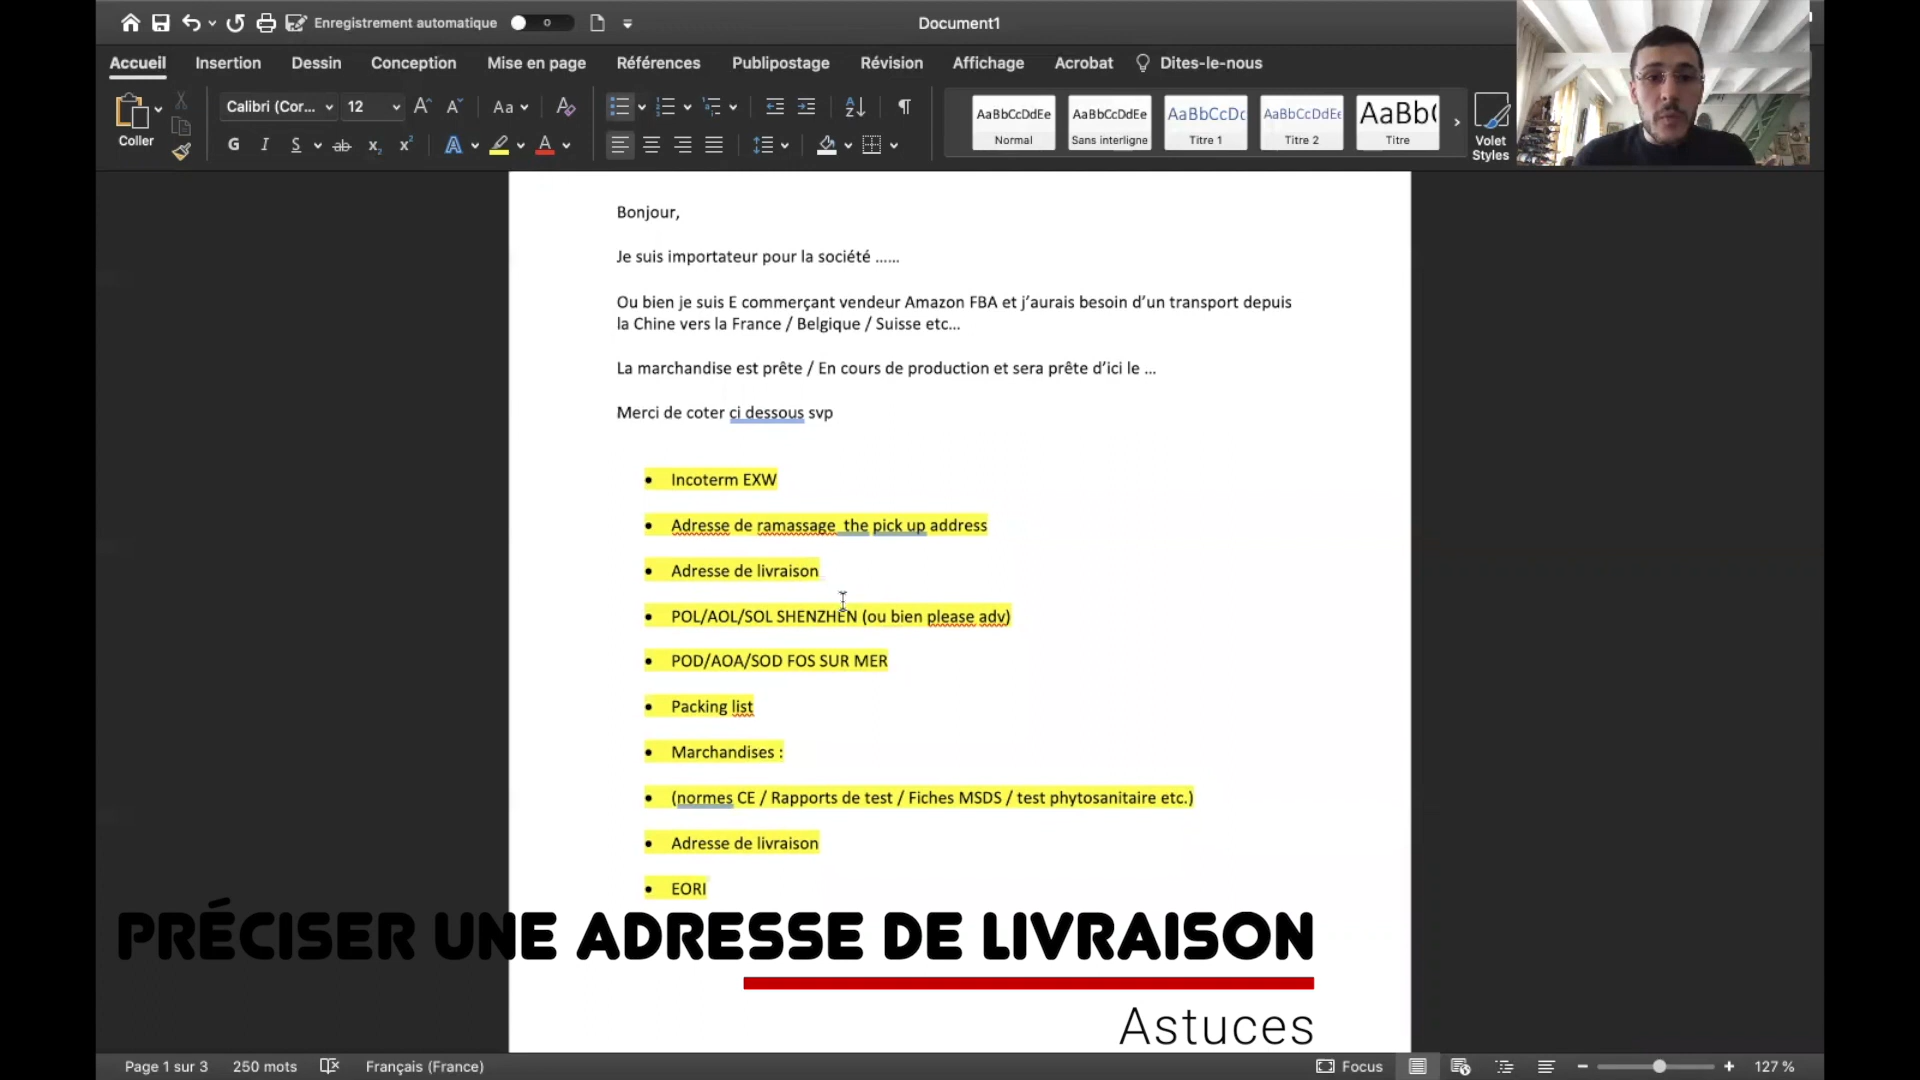 Enregistrement automatique
Document1
Accueil Insertion Dessin Conception Mise en page Références Publipostage Révision Affichage Acrobat Dites-le-nous
Coller
Calibri (Cor... 12
Aa
G I S ab x₂ x²
AaBbCcDdEe AaBbCcDdEe AaBbCcDc AaBbCcDdEe AaBb(
Normal Sans interligne Titre 1 Titre 2 Titre
Volet
Styles
Bonjour,
Je suis importateur pour la société ......
Ou bien je suis E commerçant vendeur Amazon FBA et j’aurais besoin d’un transport depuis
la Chine vers la France / Belgique / Suisse etc...
La marchandise est prête / En cours de production et sera prête d’ici le ...
Merci de coter ci dessous svp
• Incoterm EXW
• Adresse de ramassage the pick up address
• Adresse de livraison
• POL/AOL/SOL SHENZHEN (ou bien please adv)
• POD/AOA/SOD FOS SUR MER
• Packing list
• Marchandises :
• (normes CE / Rapports de test / Fiches MSDS / test phytosanitaire etc.)
• Adresse de livraison
• EORI
PRÉCISER UNE ADRESSE DE LIVRAISON
Astuces
Page 1 sur 3 250 mots Français (France) Focus 127 %